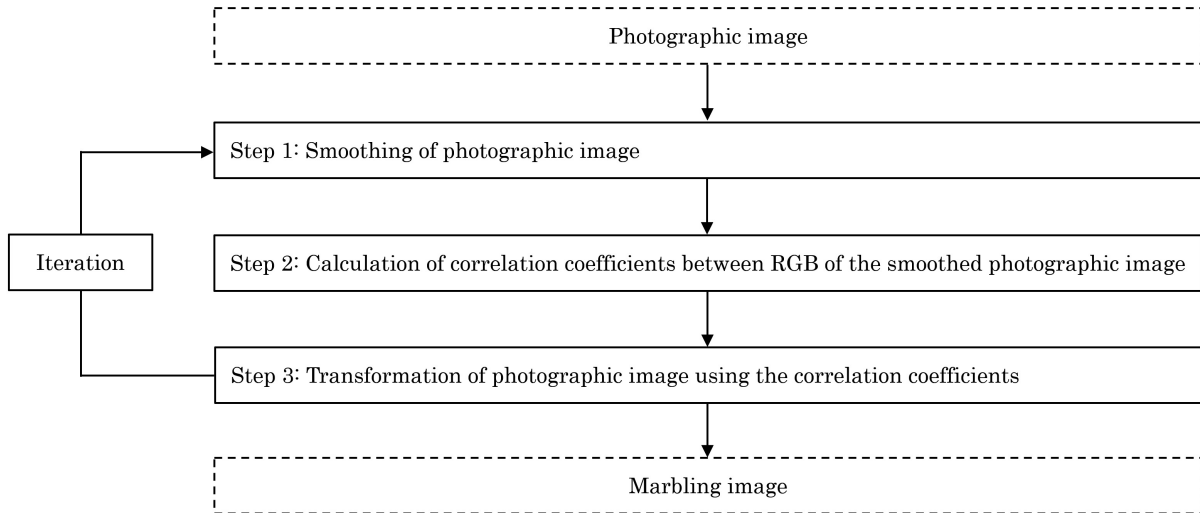 Photographic image
Step 1: Smoothing of photographic image
Iteration
Step 2: Calculation of correlation coefficients between RGB of the smoothed photographic image
Step 3: Transformation of photographic image using the correlation coefficients
Marbling image